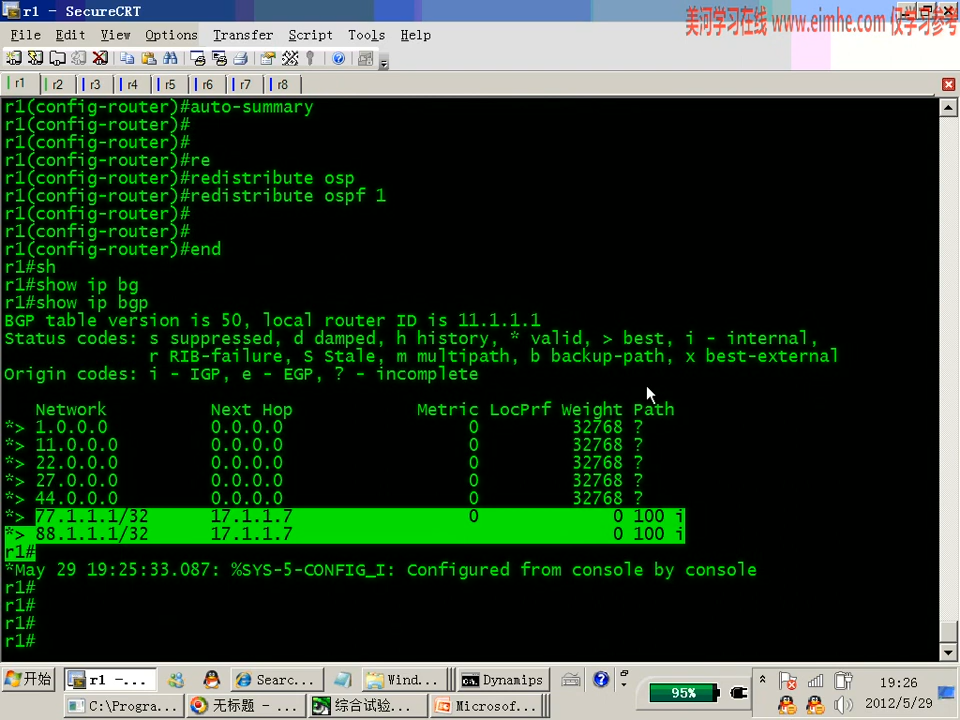 r1 - SecureCRT
美河学习在线 www.eimhe.com 仅学习参考
File Edit View Options Transfer Script Tools Help
r1 r2 r3 r4 r5 r6 r7 r8
r1(config-router)#auto-summary
r1(config-router)#
r1(config-router)#
r1(config-router)#re
r1(config-router)#redistribute osp
r1(config-router)#redistribute ospf 1
r1(config-router)#
r1(config-router)#
r1(config-router)#end
r1#sh
r1#show ip bg
r1#show ip bgp
BGP table version is 50, local router ID is 11.1.1.1
Status codes: s suppressed, d damped, h history, * valid, > best, i - internal,
r RIB-failure, S Stale, m multipath, b backup-path, x best-external
Origin codes: i - IGP, e - EGP, ? - incomplete
Network Next Hop Metric LocPrf Weight Path
*> 1.0.0.0 0.0.0.0 0 32768 ?
*> 11.0.0.0 0.0.0.0 0 32768 ?
*> 22.0.0.0 0.0.0.0 0 32768 ?
*> 27.0.0.0 0.0.0.0 0 32768 ?
*> 44.0.0.0 0.0.0.0 0 32768 ?
*> 77.1.1.1/32 17.1.1.7 0 0 100 i
*> 88.1.1.1/32 17.1.1.7 0 100 i
r1#
*May 29 19:25:33.087: %SYS-5-CONFIG_I: Configured from console by console
r1#
r1#
r1#
r1#
开始 r1 -... Searc... Wind... Dynamips 95% 19:26
C:\Progra... 无标题 - ... 综合试验... Microsof... 2012/5/29